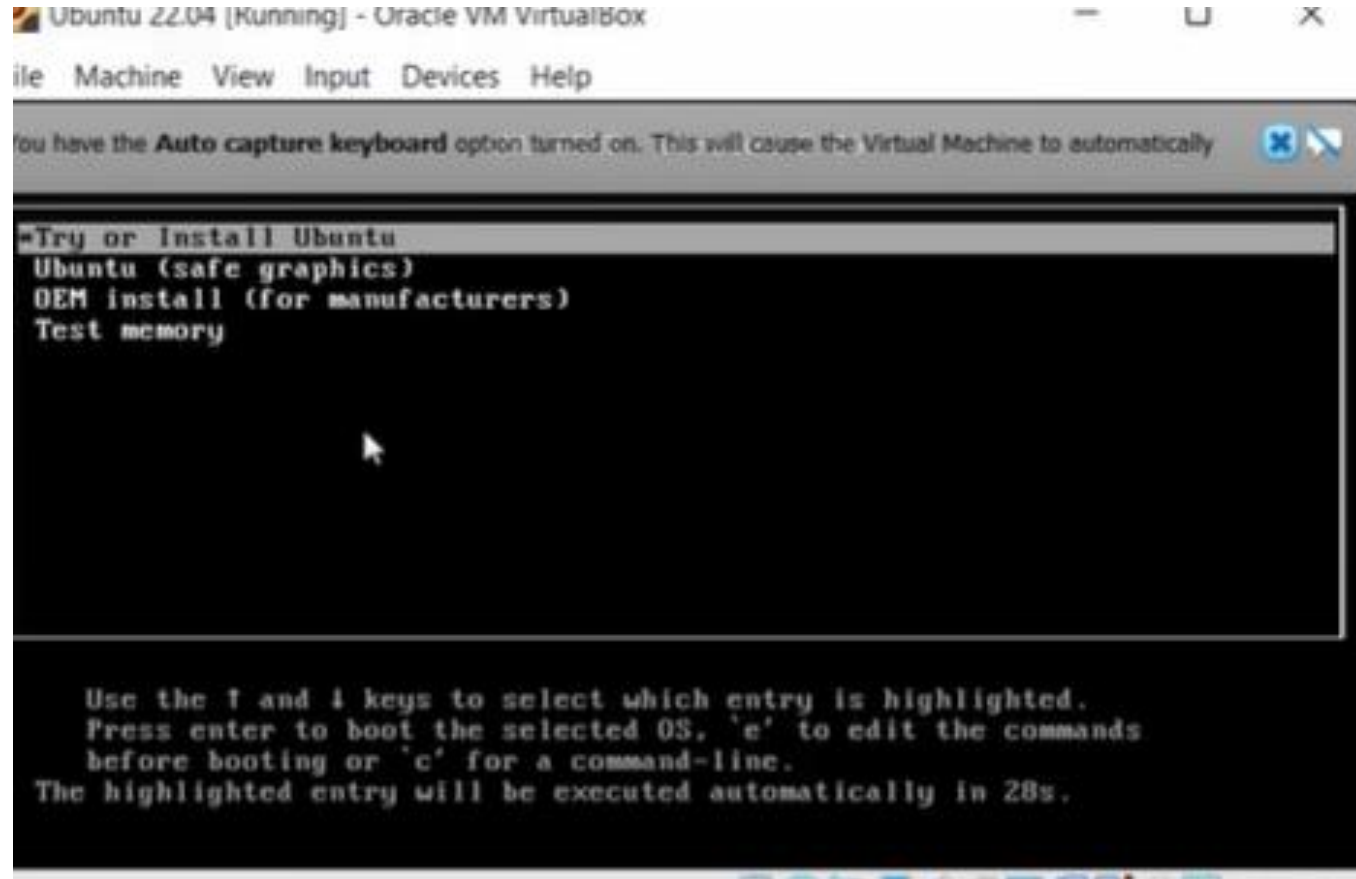 Ubuntu 22.04 [Running] - Oracle VM VirtualBox
ile Machine View Input Devices Help
You have the Auto capture keyboard option turned on. This will cause the Virtual Machine to automatically
*Try or Install Ubuntu
Ubuntu (safe graphics)
OEM install (for manufacturers)
Test memory
Use the ↑ and ↓ keys to select which entry is highlighted.
Press enter to boot the selected OS, `e' to edit the commands
before booting or `c' for a command-line.
The highlighted entry will be executed automatically in 28s.